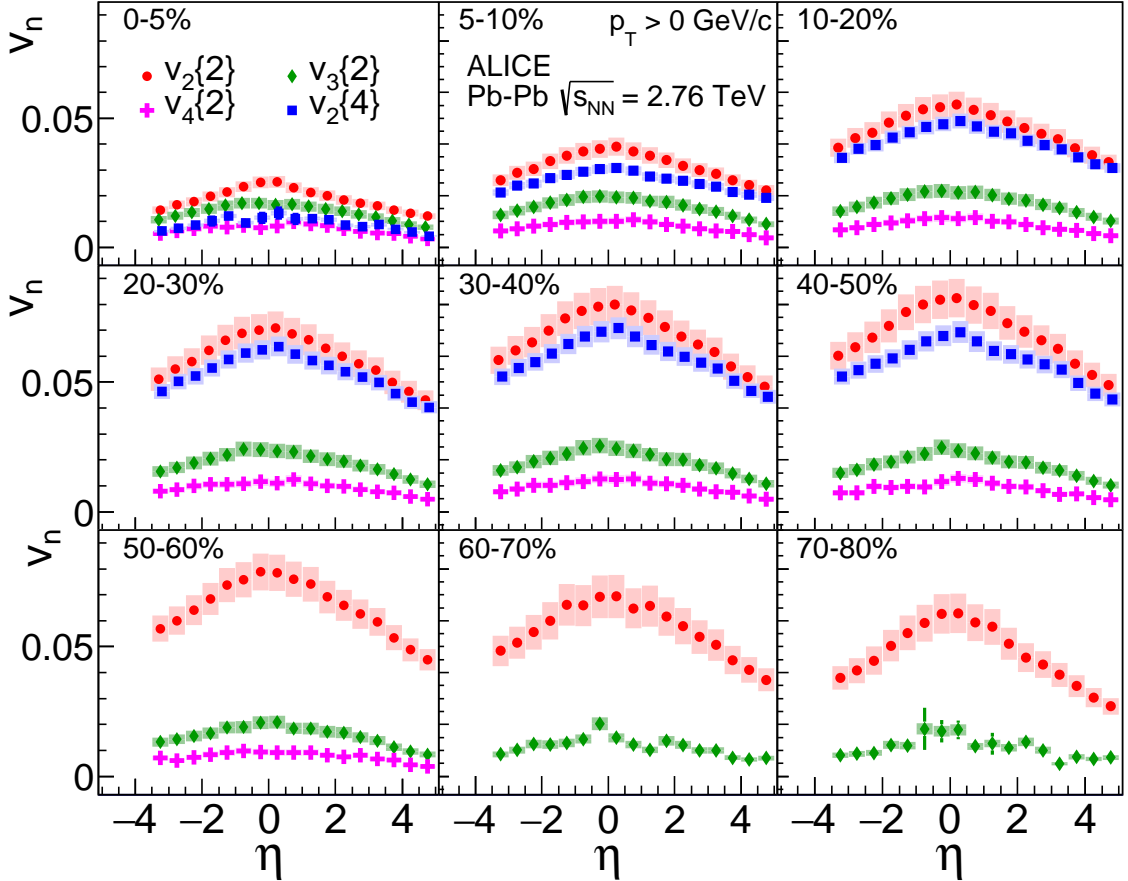 0-5%
5-10%
p_T > 0 GeV/c
10-20%
v_n
v_2{2}
v_3{2}
v_4{2}
v_2{4}
ALICE
Pb-Pb √s_NN = 2.76 TeV
0.05
0
20-30%
30-40%
40-50%
v_n
0.05
0
50-60%
60-70%
70-80%
v_n
0.05
0
−4 −2 0 2 4
−4 −2 0 2 4
−4 −2 0 2 4
η
η
η